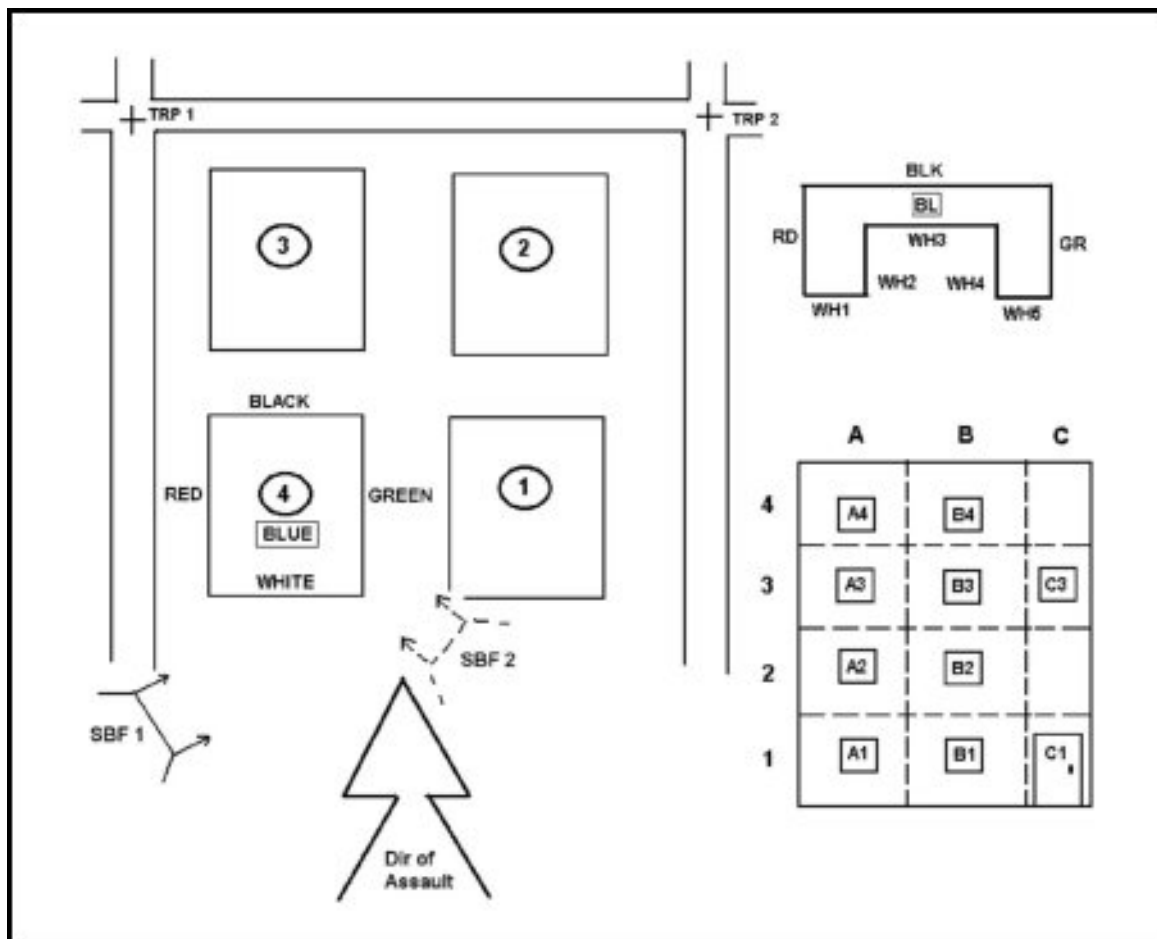 TRP 1
TRP 2
3
2
BLACK
RED
4
GREEN
BLUE
WHITE
1
SBF 2
SBF 1
Dir of
Assault
BLK
BL
RD
WH3
GR
WH2
WH4
WH1
WH5
A B C
4 A4 B4
3 A3 B3 C3
2 A2 B2
1 A1 B1 C1